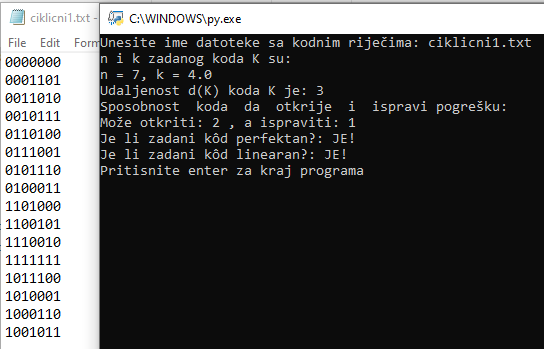 ciklicni1.txt -
File Edit Format
0000000
0001101
0011010
0010111
0110100
0111001
0101110
0100011
1101000
1100101
1110010
1111111
1011100
1010001
1000110
1001011
C:\WINDOWS\py.exe
Unesite ime datoteke sa kodnim riječima: ciklicni1.txt
n i k zadanog koda K su:
n = 7, k = 4.0
Udaljenost d(K) koda K je: 3
Sposobnost koda da otkrije i ispravi pogrešku:
Može otkriti: 2 , a ispraviti: 1
Je li zadani kôd perfektan?: JE!
Je li zadani kôd linearan?: JE!
Pritisnite enter za kraj programa